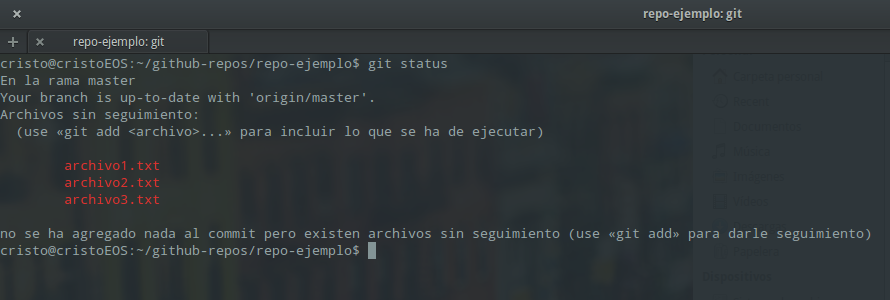 repo-ejemplo: git
repo-ejemplo: git
cristo@cristoEOS:~/github-repos/repo-ejemplo$ git status
En la rama master
Your branch is up-to-date with 'origin/master'.
Archivos sin seguimiento:
(use «git add <archivo>...» para incluir lo que se ha de ejecutar)
archivo1.txt
archivo2.txt
archivo3.txt
no se ha agregado nada al commit pero existen archivos sin seguimiento (use «git add» para darle seguimiento)
cristo@cristoEOS:~/github-repos/repo-ejemplo$